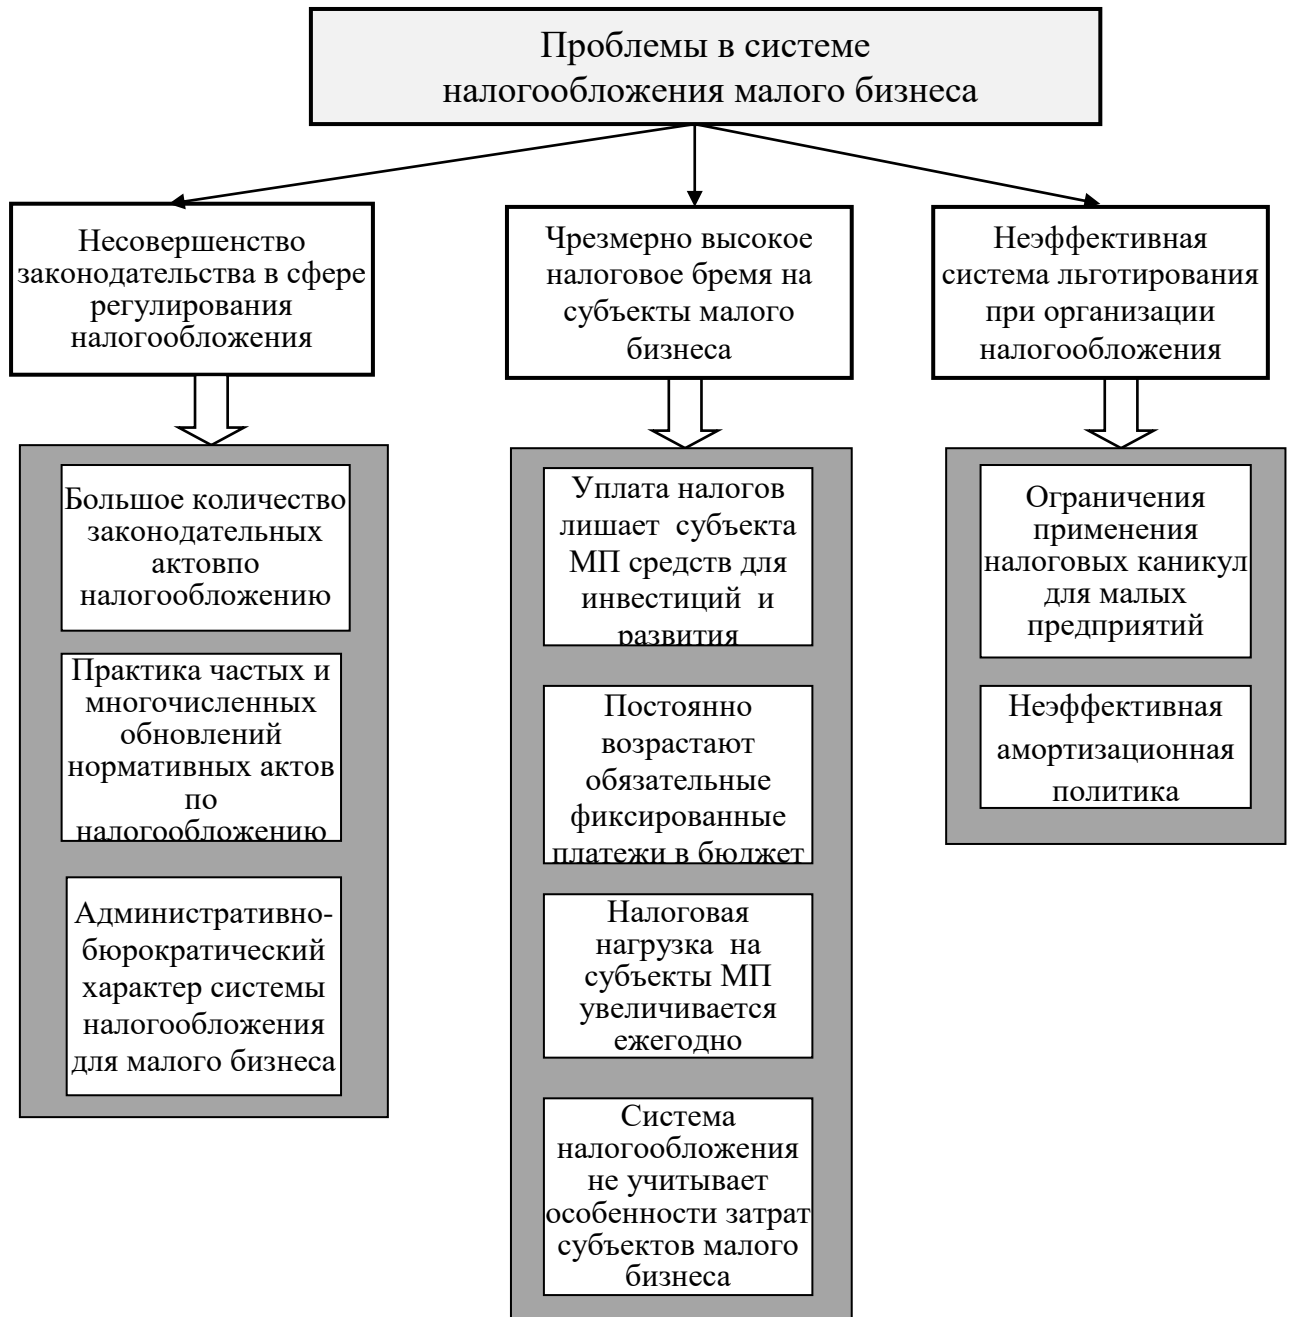 Проблемы в системе
налогообложения малого бизнеса
Несовершенство
законодательства в сфере
регулирования
налогообложения
Чрезмерно высокое
налоговое бремя на
субъекты малого
бизнеса
Неэффективная
система льготирования
при организации
налогообложения
Большое количество
законодательных
актовпо
налогообложению
Практика частых и
многочисленных
обновлений
нормативных актов
по
налогообложению
Административно-
бюрократический
характер системы
налогообложения
для малого бизнеса
Уплата налогов
лишает субъекта
МП средств для
инвестиций и
развития
Постоянно
возрастают
обязательные
фиксированные
платежи в бюджет
Налоговая
нагрузка на
субъекты МП
увеличивается
ежегодно
Система
налогообложения
не учитывает
особенности затрат
субъектов малого
бизнеса
Ограничения
применения
налоговых каникул
для малых
предприятий
Неэффективная
амортизационная
политика